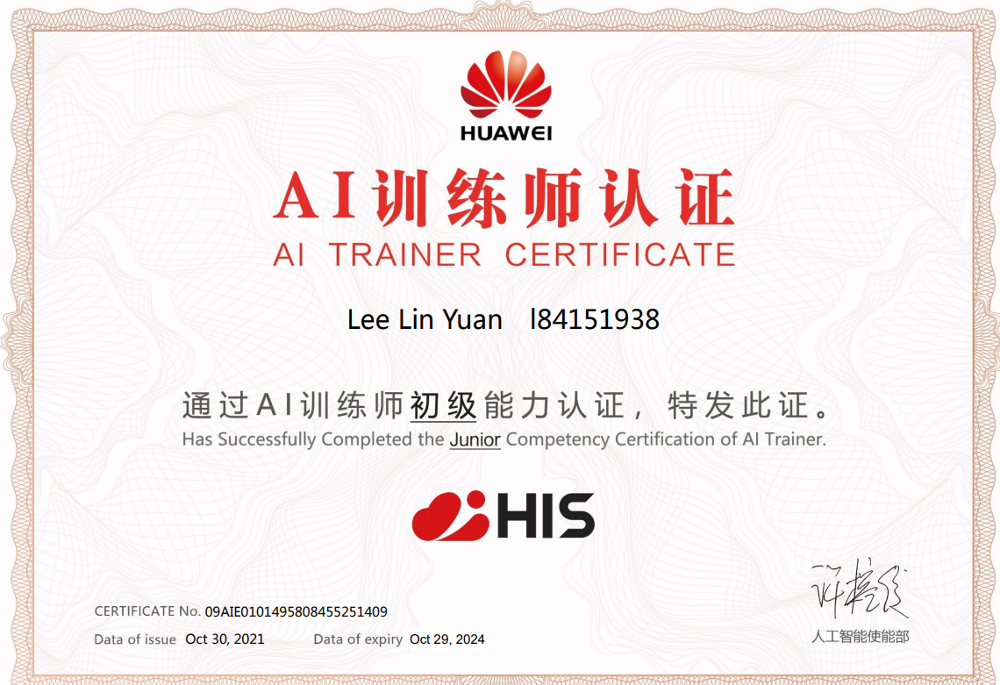 HUAWEI
AI训练师认证
AI TRAINER CERTIFICATE
Lee Lin Yuan l84151938
通过AI训练师初级能力认证，特发此证。
Has Successfully Completed the Junior Competency Certification of AI Trainer.
HIS
CERTIFICATE No. 09AIE0101495808455251409
Data of issue Oct 30, 2021 Data of expiry Oct 29, 2024
人工智能使能部